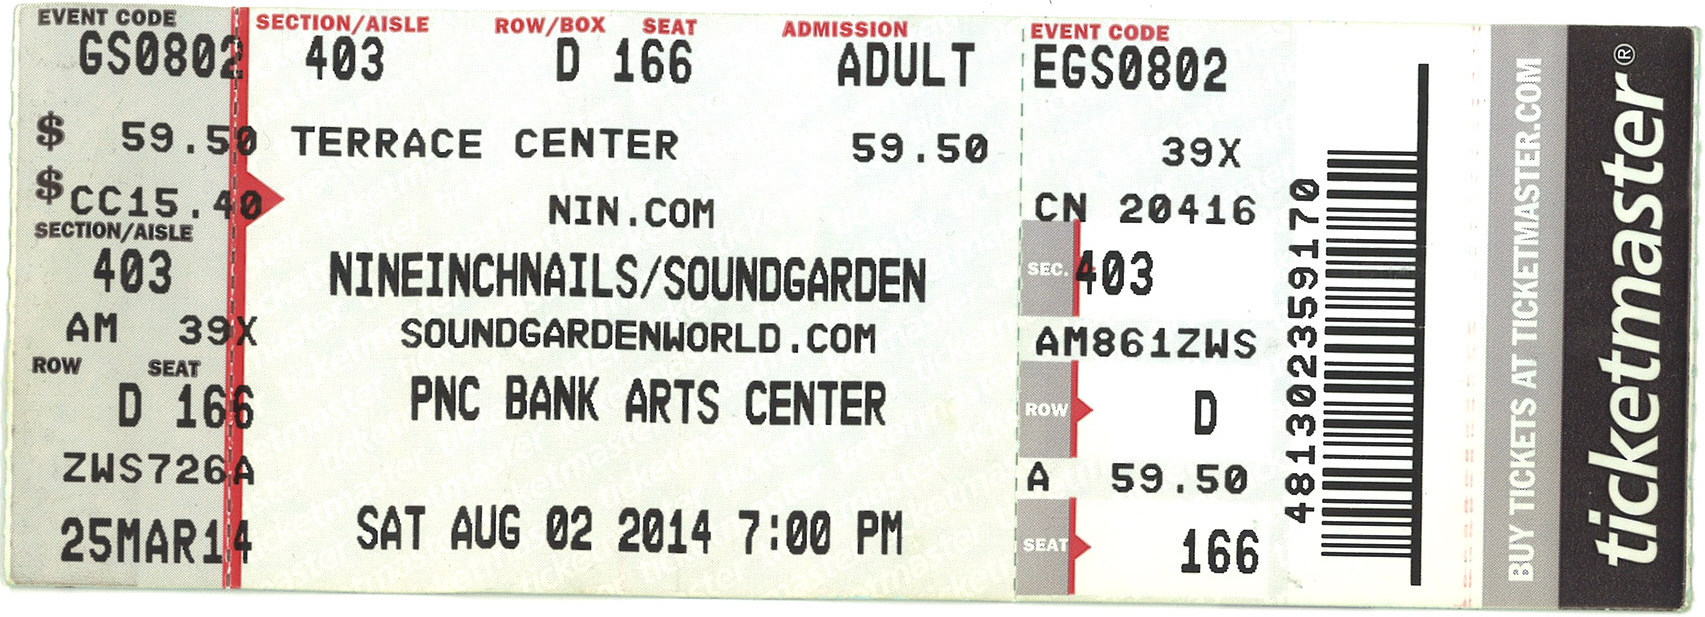 EVENT CODE
GS0802
$ 59.50
$ CC15.40
SECTION/AISLE
403
AM 39X
ROW SEAT
D 166
ZWS726A
25MAR14
SECTION/AISLE ROW/BOX SEAT ADMISSION
403 D 166 ADULT
TERRACE CENTER 59.50
NIN.COM
NINEINCHNAILS/SOUNDGARDEN
SOUNDGARDENWORLD.COM
PNC BANK ARTS CENTER
SAT AUG 02 2014 7:00 PM
EVENT CODE
EGS0802
39X
CN 20416
SEC. 403
AM861ZWS
ROW D
A 59.50
SEAT 166
481302359170
BUY TICKETS AT TICKETMASTER.COM
ticketmaster®